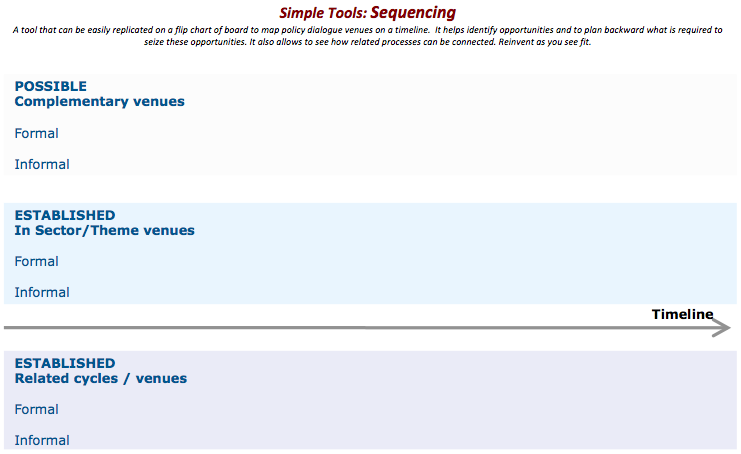 Simple Tools: Sequencing
A tool that can be easily replicated on a flip chart of board to map policy dialogue venues on a timeline. It helps identify opportunities and to plan backward what is required to
seize these opportunities. It also allows to see how related processes can be connected. Reinvent as you see fit.
POSSIBLE
Complementary venues
Formal
Informal
ESTABLISHED
In Sector/Theme venues
Formal
Informal
Timeline
ESTABLISHED
Related cycles / venues
Formal
Informal